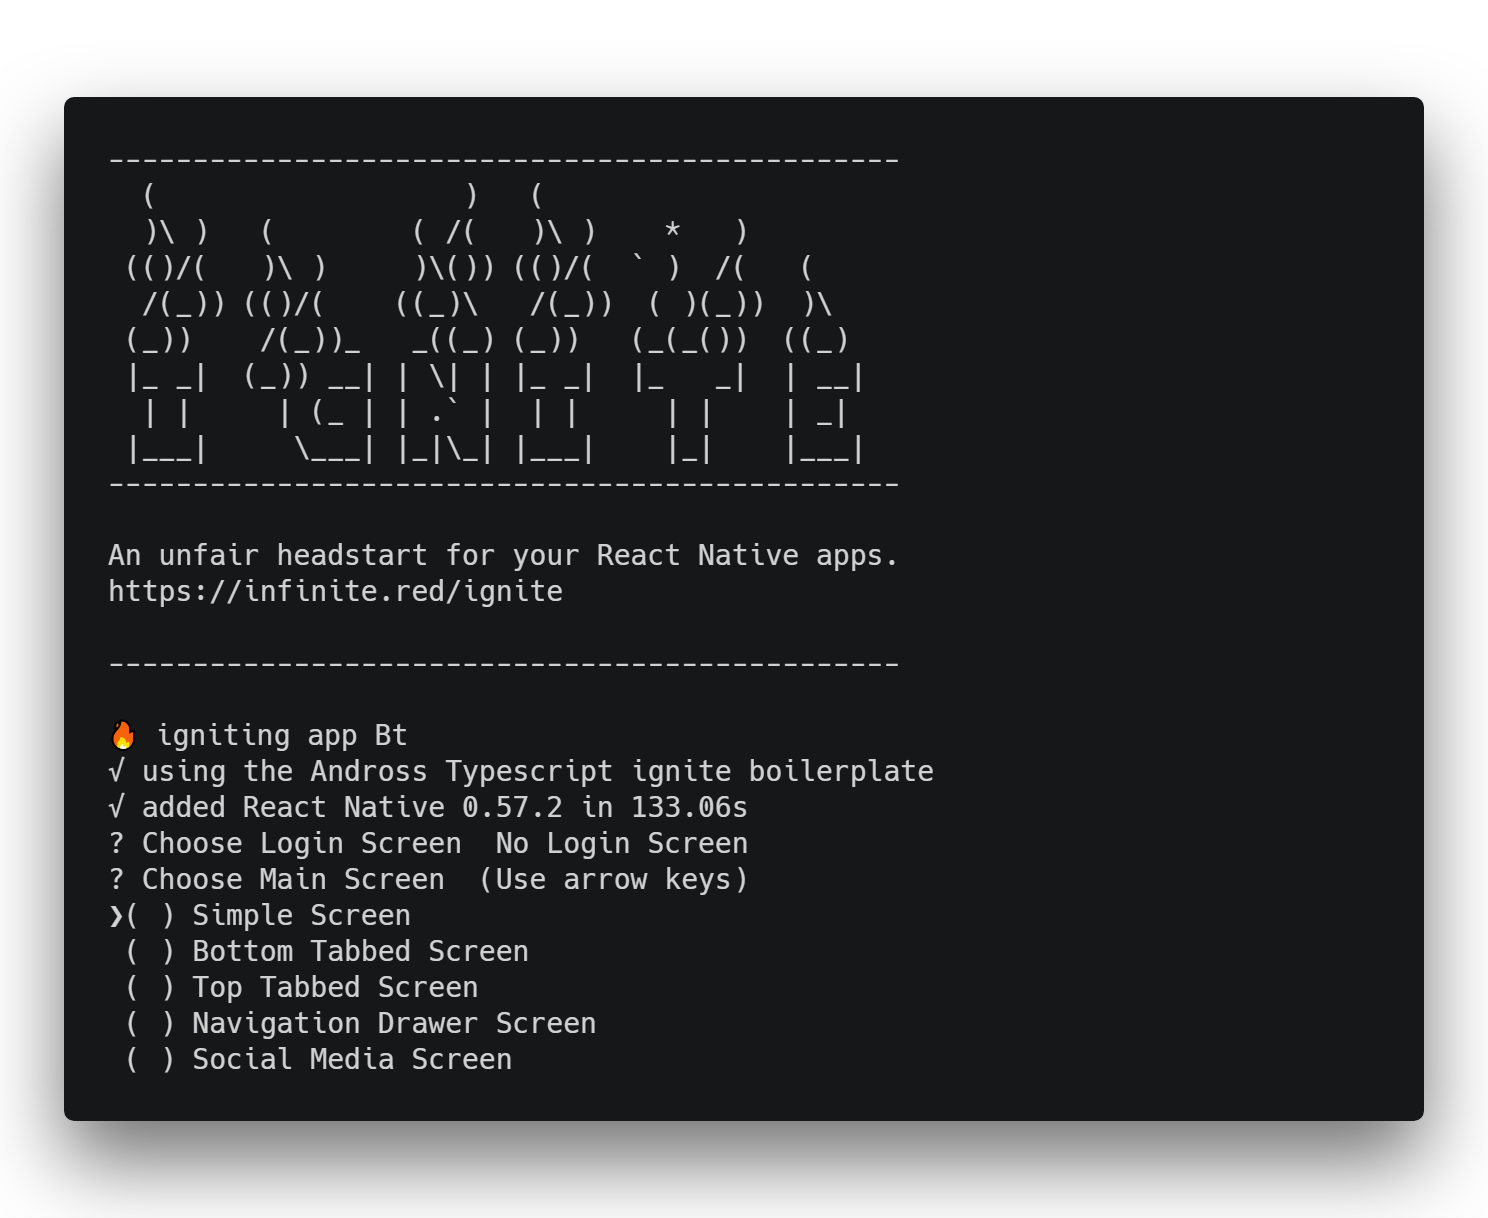 -----------------------------------------------
  (                   )   (
  )\ )   (        ( /(   )\ )    *   )
 (()/(   )\ )     )\()) (()/(  ` )  /(   (
  /(_)) (()/(    ((_)\   /(_))  ( )(_))  )\
 (_))    /(_))_   _((_) (_))   (_(_())  ((_)
 |_ _|  (_)) __| | \| | |_ _|  |_   _|  | __|
  | |     | (_ | | .` |  | |     | |    | _|
 |___|     \___| |_|\_| |___|    |_|    |___|
-----------------------------------------------
An unfair headstart for your React Native apps.
https://infinite.red/ignite
-----------------------------------------------
🔥 igniting app Bt
√ using the Andross Typescript ignite boilerplate
√ added React Native 0.57.2 in 133.06s
? Choose Login Screen  No Login Screen
? Choose Main Screen  (Use arrow keys)
❯( ) Simple Screen
 ( ) Bottom Tabbed Screen
 ( ) Top Tabbed Screen
 ( ) Navigation Drawer Screen
 ( ) Social Media Screen